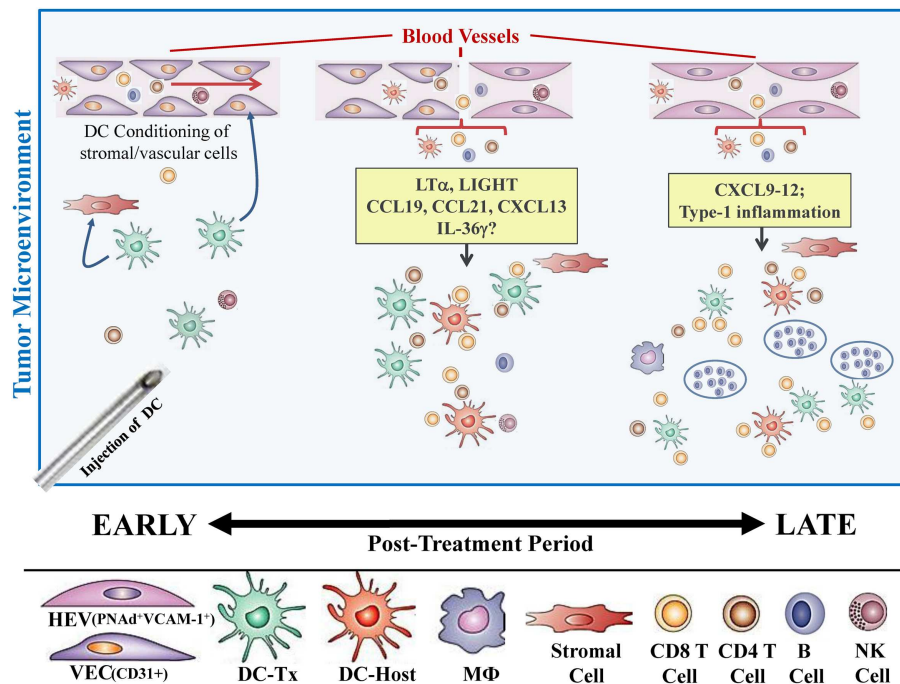 Tumor Microenvironment
Blood Vessels
DC Conditioning of
stromal/vascular cells
LTα, LIGHT
CCL19, CCL21, CXCL13
IL-36γ?
CXCL9-12;
Type-1 inflammation
Injection of DC
EARLY
LATE
Post-Treatment Period
HEV(PNAd⁺VCAM-1⁺)
VEC(CD31+)
DC-Tx
DC-Host
MΦ
Stromal
Cell
CD8 T
Cell
CD4 T
Cell
B
Cell
NK
Cell